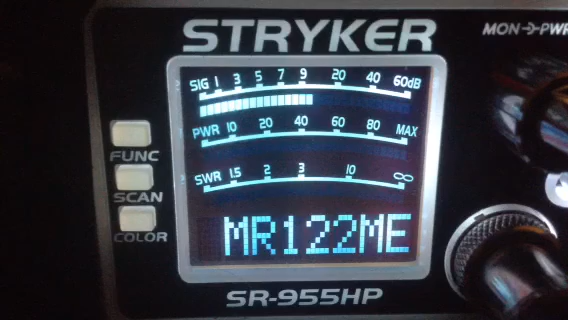 STRYKER
MON PWR
SIG 1 3 5 7 9 20 40 60dB
PWR 10 20 40 60 80 MAX
SWR 1.5 2 3 10 ∞
FUNC
SCAN
COLOR
MR122ME
SR-955HP